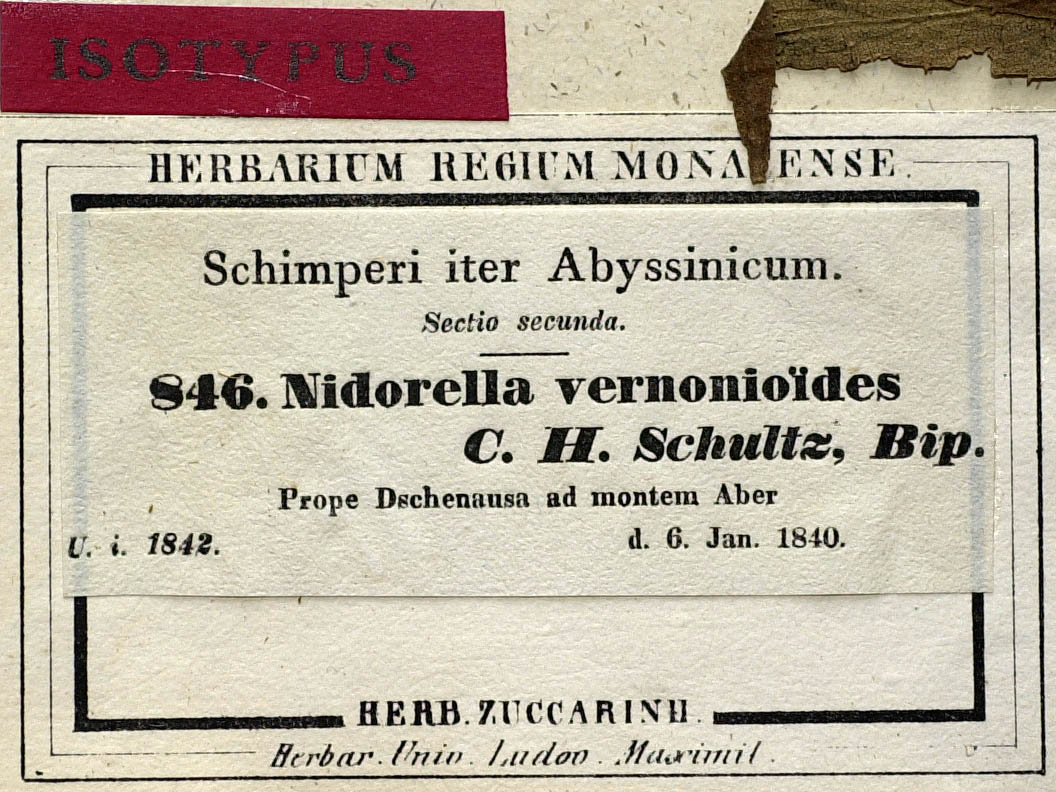 ISOTYPUS
HERBARIUM REGIUM MONA ENSE.
Schimperi iter Abyssinicum.
Sectio secunda.
846. Nidorella vernonioïdes
C. H. Schultz, Bip.
Prope Dschenausa ad montem Aber
U. i. 1842. d. 6. Jan. 1840.
HERB. ZUCCARINII.
Herbar. Univ. Ludov. Maximil.